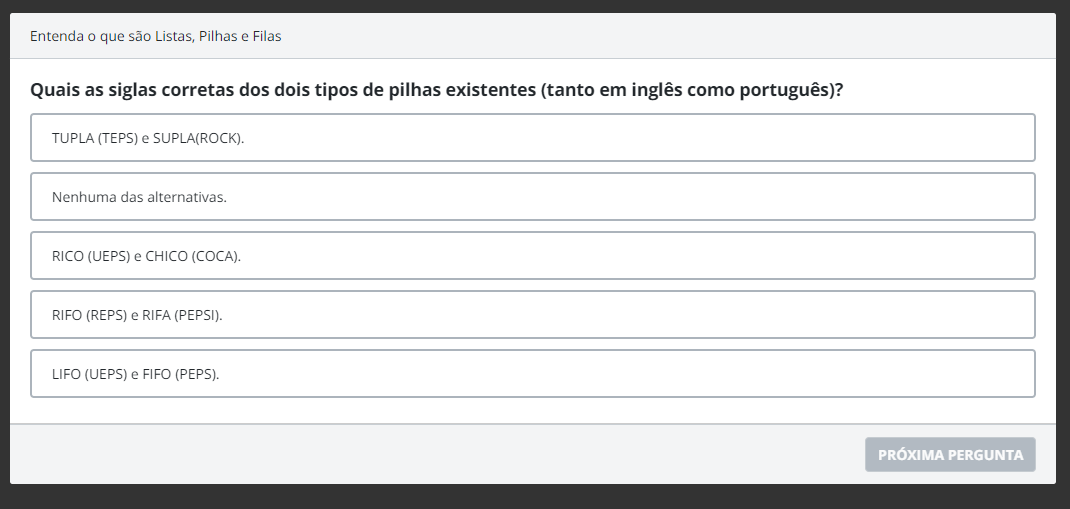 Entenda o que são Listas, Pilhas e Filas
Quais as siglas corretas dos dois tipos de pilhas existentes (tanto em inglês como português)?
TUPLA (TEPS) e SUPLA(ROCK).
Nenhuma das alternativas.
RICO (UEPS) e CHICO (COCA).
RIFO (REPS) e RIFA (PEPSI).
LIFO (UEPS) e FIFO (PEPS).
PRÓXIMA PERGUNTA